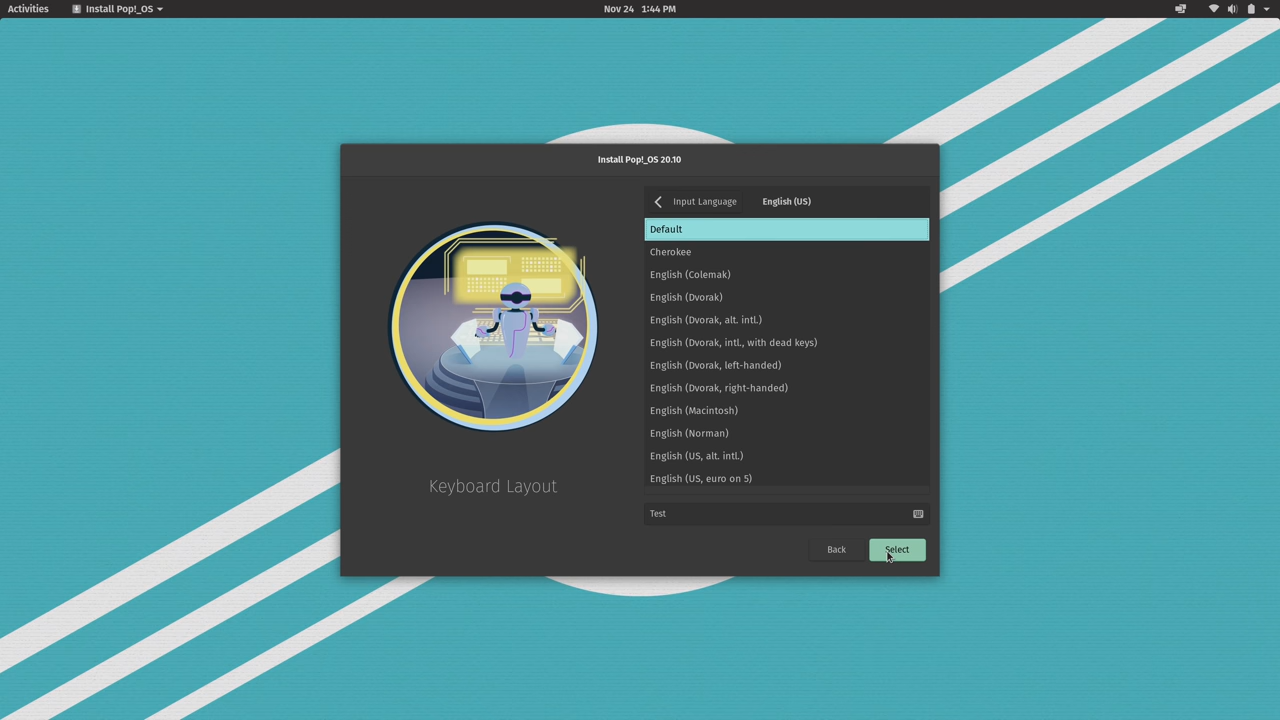 Activities Install Pop!_OS Nov 24 1:44 PM
Install Pop!_OS 20.10
Input Language English (US)
Default
Cherokee
English (Colemak)
English (Dvorak)
English (Dvorak, alt. intl.)
English (Dvorak, intl., with dead keys)
English (Dvorak, left-handed)
English (Dvorak, right-handed)
English (Macintosh)
English (Norman)
English (US, alt. intl.)
English (US, euro on 5)
Keyboard Layout
Test
Back Select